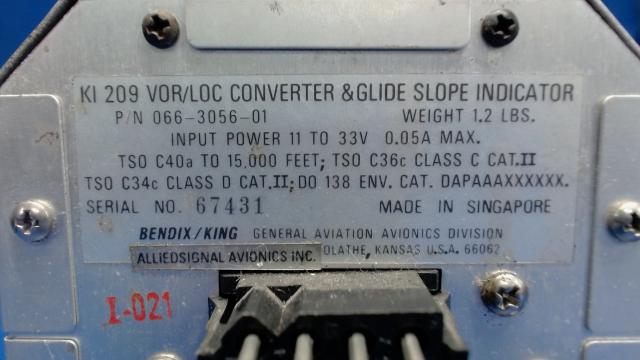 KI 209 VOR/LOC CONVERTER & GLIDE SLOPE INDICATOR
P/N 066-3056-01 WEIGHT 1.2 LBS.
INPUT POWER 11 TO 33V 0.05A MAX.
TSO C40a TO 15,000 FEET; TSO C36c CLASS C CAT.II
TSO C34c CLASS D CAT.II; DO 138 ENV. CAT. DAPAAAXXXXXX.
SERIAL NO. 67431 MADE IN SINGAPORE
BENDIX/KING GENERAL AVIATION AVIONICS DIVISION
ALLIEDSIGNAL AVIONICS INC. OLATHE, KANSAS U.S.A. 66062
I-021